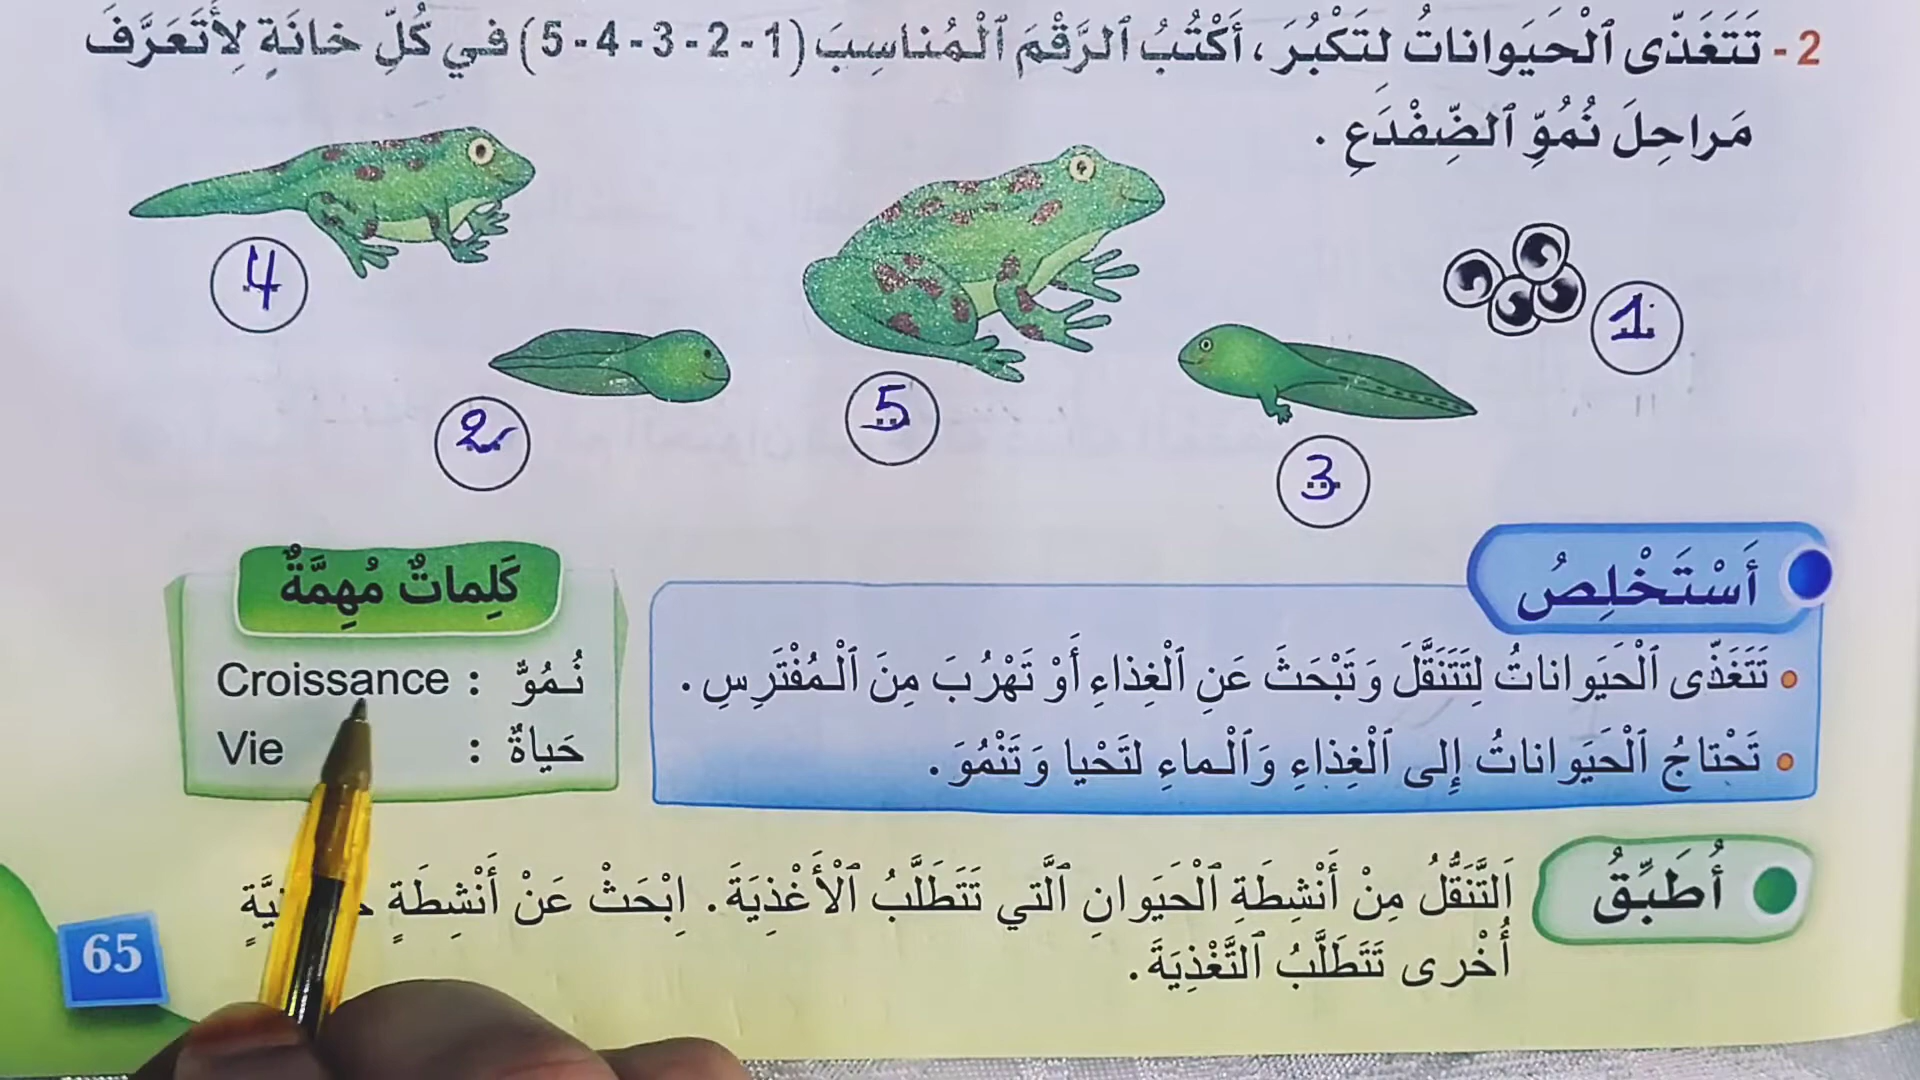 2 - تَتَغَذّى ٱلْحَيَواناتُ لِتَكْبُرَ ، أَكْتُبُ ٱلرَّقْمَ ٱلْمُناسِبَ (1 - 2 - 3 - 4 - 5) في كُلِّ خانَةٍ لِأَتَعَرَّفَ
مَراحِلَ نُمُوِّ ٱلضِّفْدَعِ .
4
1
2
5
3
أَسْتَخْلِصُ
• تَتَغَذّى ٱلْحَيَواناتُ لِتَتَنَقَّلَ وَتَبْحَثَ عَنِ ٱلْغِذاءِ أَوْ تَهْرُبَ مِنَ ٱلْمُفْتَرِسِ .
• تَحْتاجُ ٱلْحَيَواناتُ إِلى ٱلْغِذاءِ وَٱلْماءِ لتَحْيا وَتَنْمُوَ .
كَلِماتٌ مُهِمَّةٌ
نُـمُوٌّ : Croissance
حَياةٌ : Vie
أُطَبِّقُ
اَلتَّنَقُّلُ مِنْ أَنْشِطَةِ ٱلْحَيَوانِ ٱلَّتي تَتَطَلَّبُ ٱلْأَغْذِيَةَ . اِبْحَثْ عَنْ أَنْشِطَةٍ
أُخْرى تَتَطَلَّبُ ٱلتَّغْذِيَةَ .
65